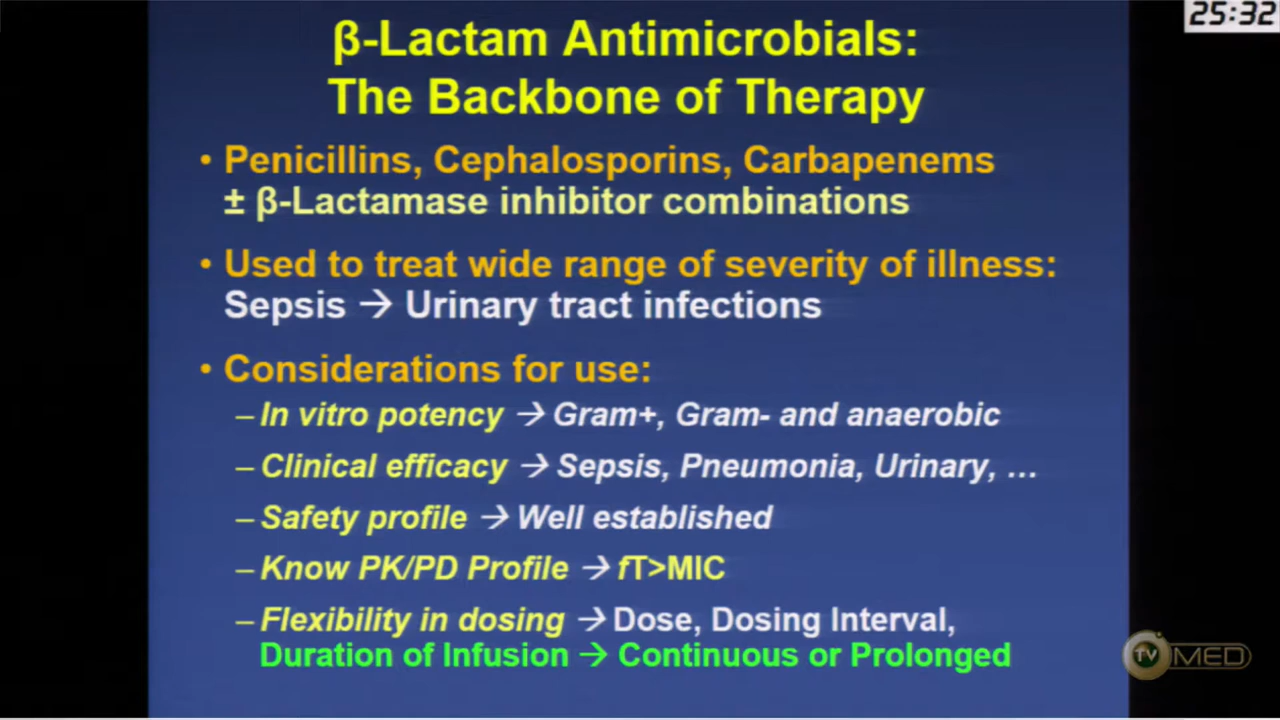 25:32
β-Lactam Antimicrobials:
The Backbone of Therapy
• Penicillins, Cephalosporins, Carbapenems
± β-Lactamase inhibitor combinations
• Used to treat wide range of severity of illness:
Sepsis → Urinary tract infections
• Considerations for use:
– In vitro potency → Gram+, Gram- and anaerobic
– Clinical efficacy → Sepsis, Pneumonia, Urinary, …
– Safety profile → Well established
– Know PK/PD Profile → fT>MIC
– Flexibility in dosing → Dose, Dosing Interval,
Duration of Infusion → Continuous or Prolonged
TV MED